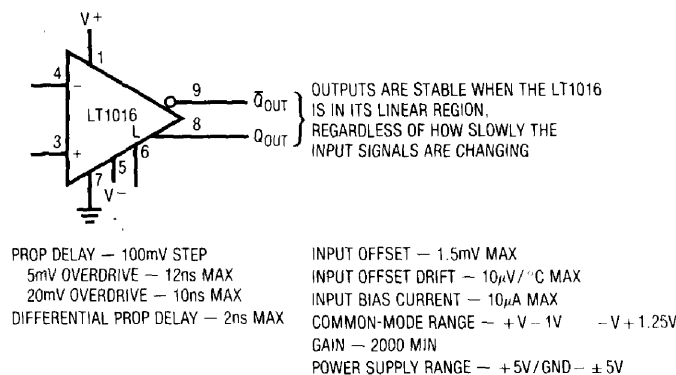 V+
1
4
−
LT1016
9
Q̅OUT
OUTPUTS ARE STABLE WHEN THE LT1016
IS IN ITS LINEAR REGION,
REGARDLESS OF HOW SLOWLY THE
INPUT SIGNALS ARE CHANGING
8
QOUT
L
3
+
6
5
7
V−
PROP DELAY — 100mV STEP
5mV OVERDRIVE — 12ns MAX
20mV OVERDRIVE — 10ns MAX
DIFFERENTIAL PROP DELAY — 2ns MAX
INPUT OFFSET — 1.5mV MAX
INPUT OFFSET DRIFT — 10µV/°C MAX
INPUT BIAS CURRENT — 10µA MAX
COMMON-MODE RANGE — +V – 1V −V + 1.25V
GAIN — 2000 MIN
POWER SUPPLY RANGE — +5V/GND – ±5V